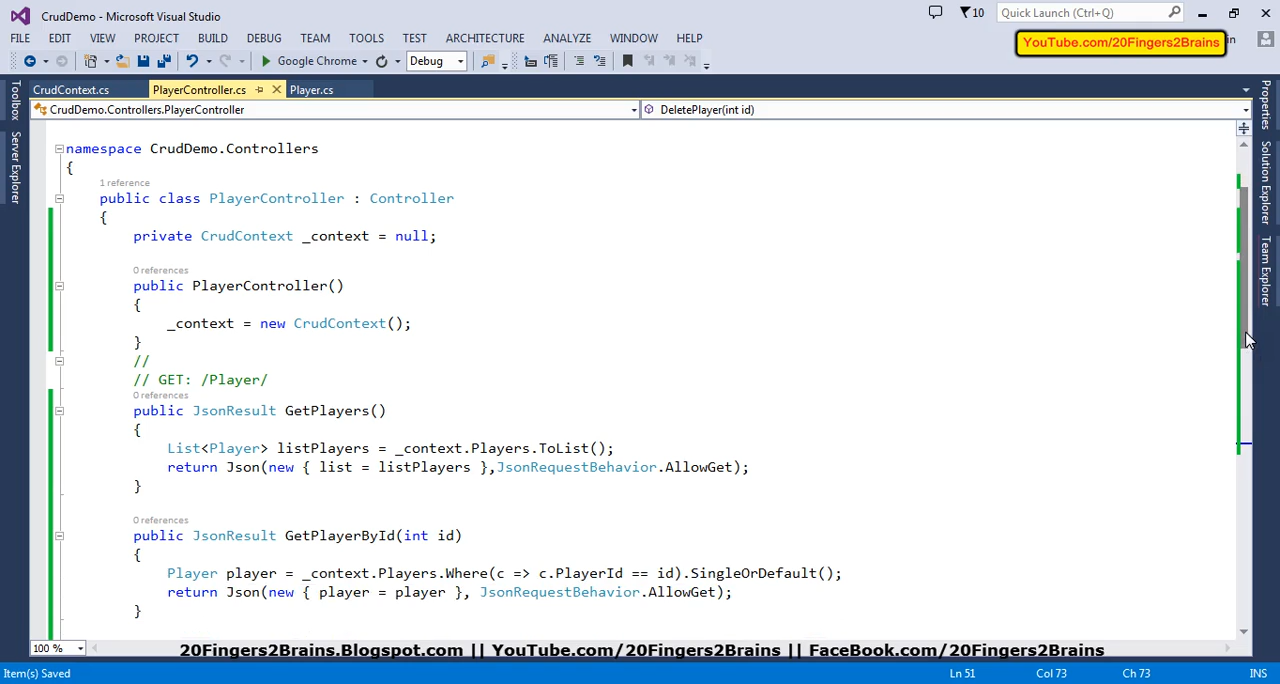 CrudDemo - Microsoft Visual Studio
10
Quick Launch (Ctrl+Q)
FILE EDIT VIEW PROJECT BUILD DEBUG TEAM TOOLS TEST ARCHITECTURE ANALYZE WINDOW HELP
YouTube.com/20Fingers2Brains
in
Google Chrome
Debug
CrudContext.cs
PlayerController.cs
Player.cs
CrudDemo.Controllers.PlayerController
DeletePlayer(int id)
Toolbox
Server Explorer
Properties
Solution Explorer
Team Explorer
namespace CrudDemo.Controllers
{
1 reference
public class PlayerController : Controller
{
private CrudContext _context = null;
0 references
public PlayerController()
{
_context = new CrudContext();
}
//
// GET: /Player/
0 references
public JsonResult GetPlayers()
{
List<Player> listPlayers = _context.Players.ToList();
return Json(new { list = listPlayers },JsonRequestBehavior.AllowGet);
}
0 references
public JsonResult GetPlayerById(int id)
{
Player player = _context.Players.Where(c => c.PlayerId == id).SingleOrDefault();
return Json(new { player = player }, JsonRequestBehavior.AllowGet);
}
100 %
20Fingers2Brains.Blogspot.com || YouTube.com/20Fingers2Brains || FaceBook.com/20Fingers2Brains
Item(s) Saved
Ln 51
Col 73
Ch 73
INS